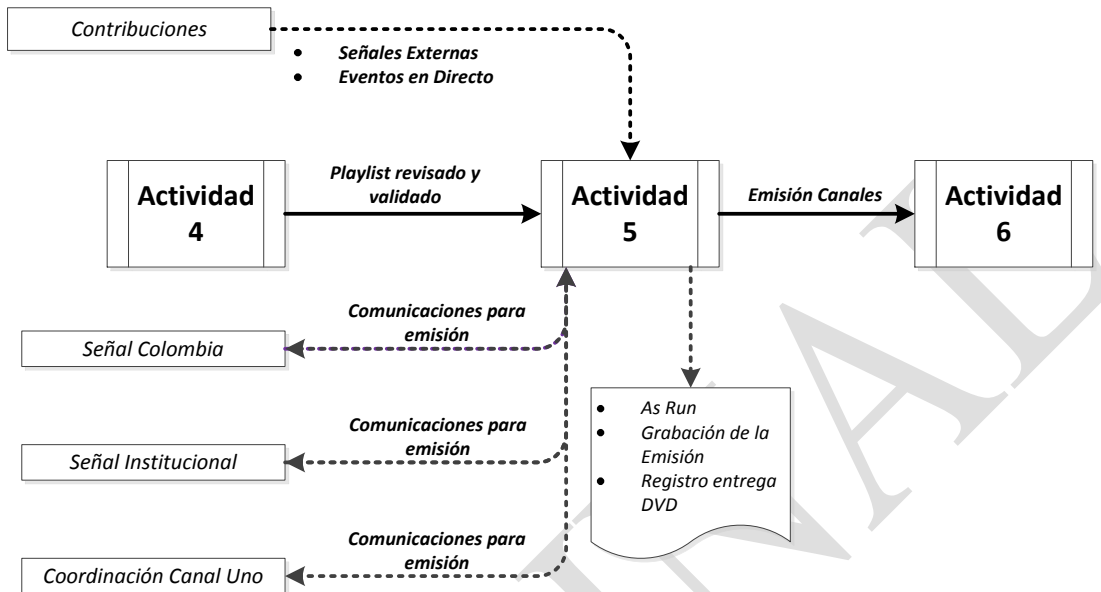 Contribuciones
● Señales Externas
● Eventos en Directo
Actividad
4
Playlist revisado y
validado
Actividad
5
Emisión Canales
Actividad
6
Comunicaciones para
emisión
Señal Colombia
Comunicaciones para
emisión
Señal Institucional
Comunicaciones para
emisión
Coordinación Canal Uno
● As Run
● Grabación de la
Emisión
● Registro entrega
DVD